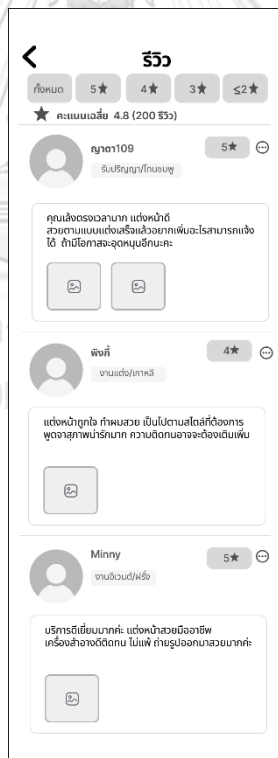 รีวิว
ทั้งหมด 5★ 4★ 3★ ≤2★
★ คะแนนเฉลี่ย 4.8 (200 รีวิว)
ญาดา109 5★
รับปริญญา/โทนชมพู
คุณเล้งตรงเวลามาก แต่งหน้าดี
สวยตามแบบแต่งเสร็จแล้วอยากเพิ่มอะไรสามารถแจ้ง
ได้ ถ้ามีโอกาสจะอุดหนุนอีกนะคะ
พิงกี้ 4★
งานแต่ง/เกาหลี
แต่งหน้าถูกใจ ทำผมสวย เป็นไปตามสไตล์ที่ต้องการ
พูดจาสุภาพน่ารักมาก ความติดทนอาจจะต้องเติมเพิ่ม
Minny 5★
งานอีเวนต์/ฝรั่ง
บริการดีเยี่ยมมากค่ะ แต่งหน้าสวยมืออาชีพ
เครื่องสำอางดีติดทน ไม่แพ้ ถ่ายรูปออกมาสวยมากค่ะ